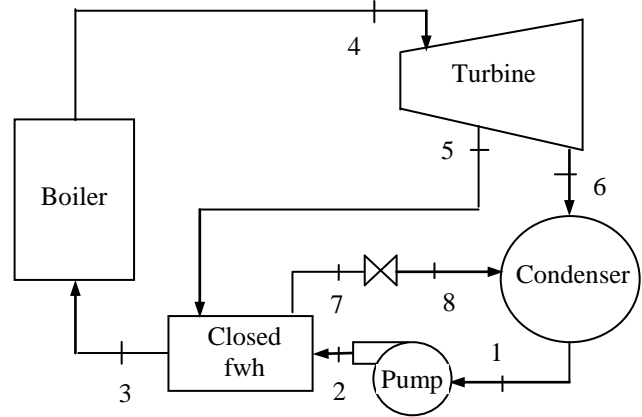 4
Turbine
5
6
Boiler
Condenser
7
8
Closed
fwh
1
2
Pump
3